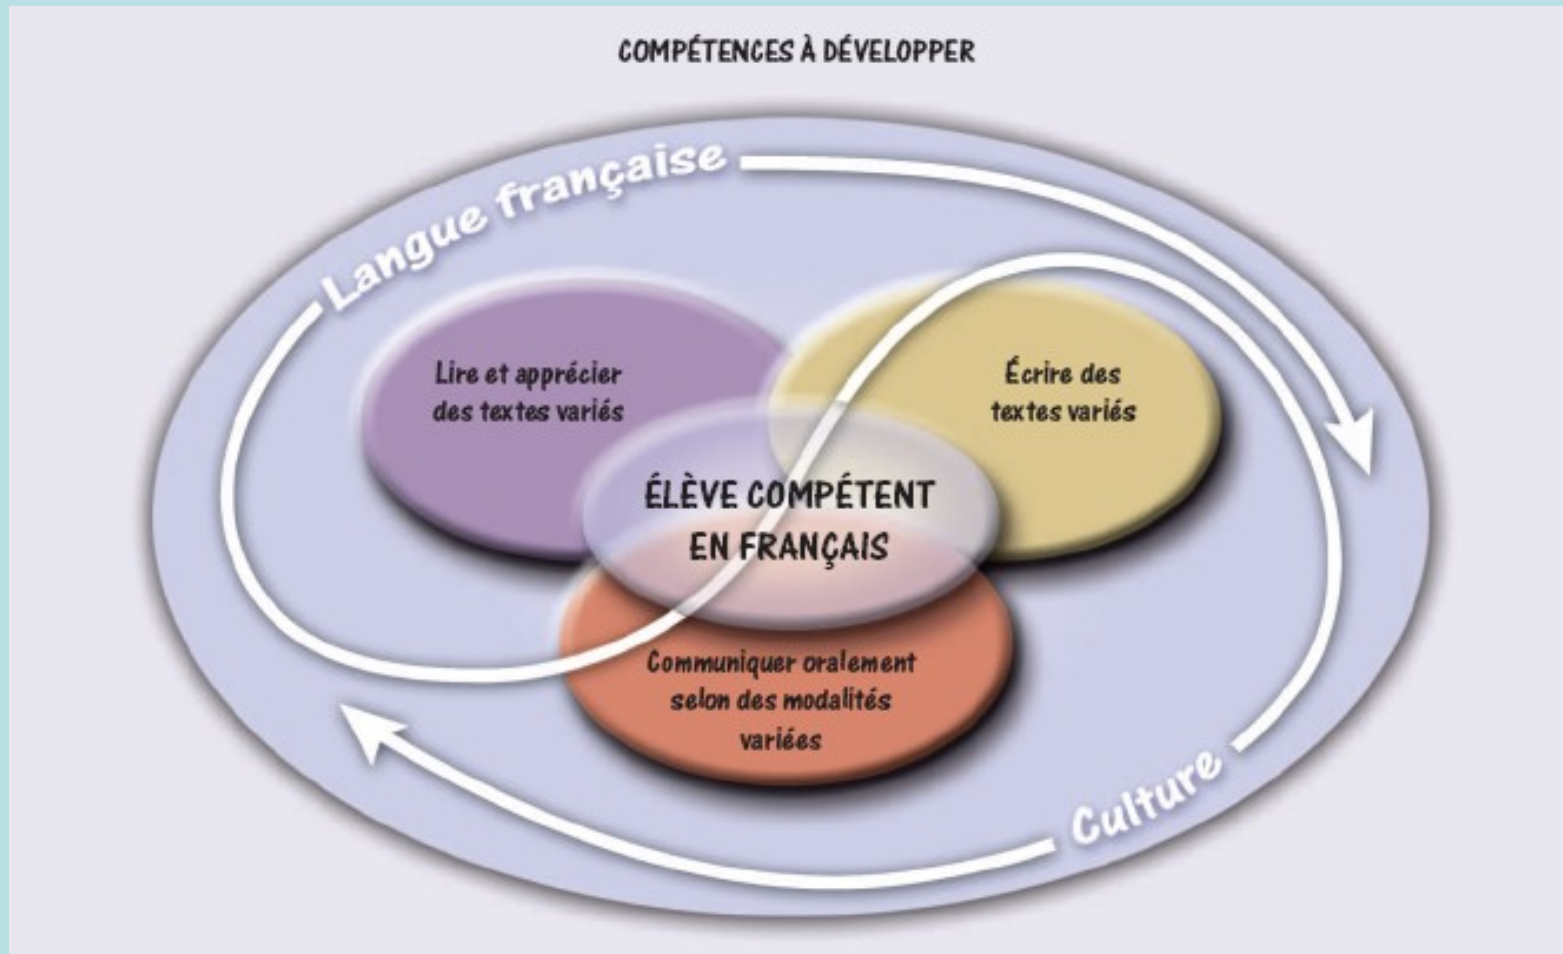 COMPÉTENCES À DÉVELOPPER
Langue française
Lire et apprécier
des textes variés
Écrire des
textes variés
ÉLÈVE COMPÉTENT
EN FRANÇAIS
Communiquer oralement
selon des modalités
variées
Culture